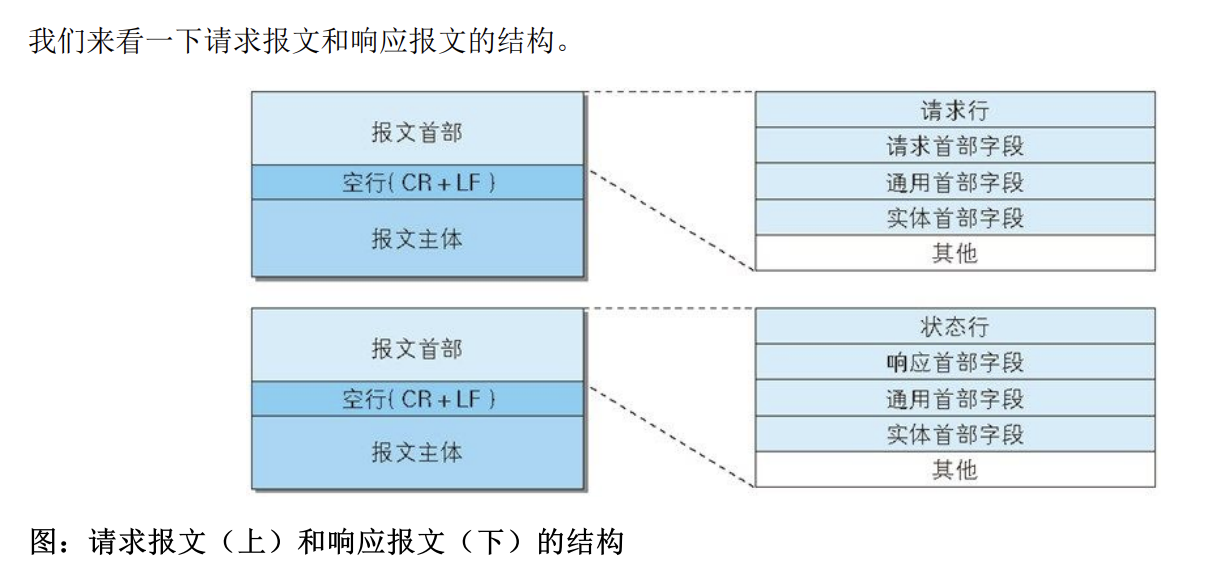 我们来看一下请求报文和响应报文的结构。
报文首部
空行(CR+LF)
报文主体
请求行
请求首部字段
通用首部字段
实体首部字段
其他
报文首部
空行(CR+LF)
报文主体
状态行
响应首部字段
通用首部字段
实体首部字段
其他
图：请求报文（上）和响应报文（下）的结构